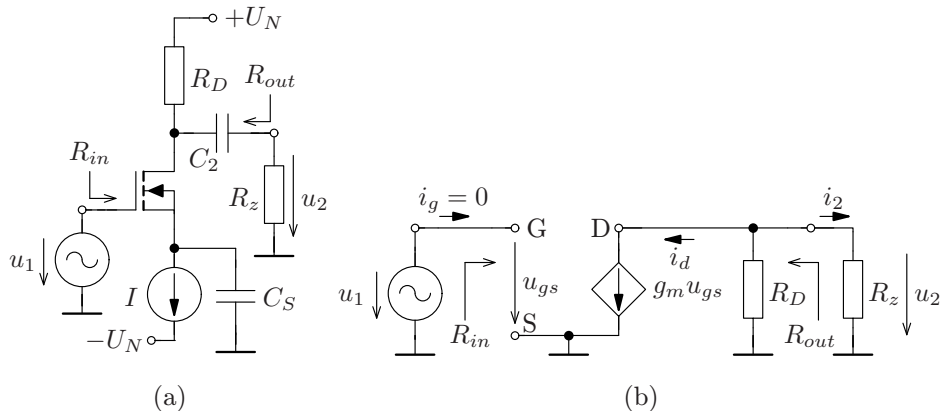 +U_N
R_D
R_out
C_2
R_in
R_z
u_2
u_1
I
C_S
−U_N
(a)
i_g = 0
G
D
i_2
i_d
u_gs
g_m u_gs
R_D
R_z
u_2
u_1
R_in
S
R_out
(b)